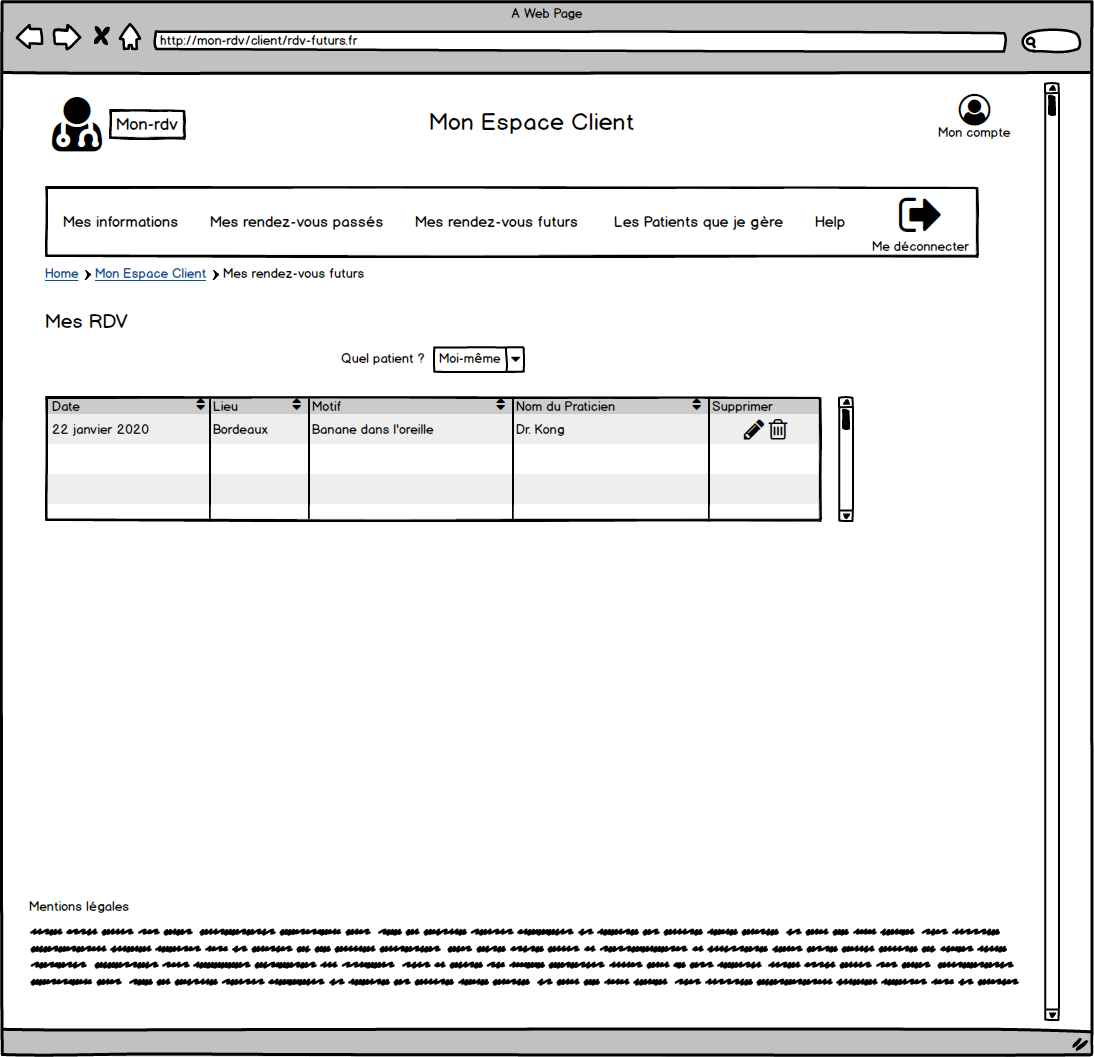 A Web Page
http://mon-rdv/client/rdv-futurs.fr
Mon-rdv
Mon Espace Client
Mon compte
Mes informations Mes rendez-vous passés Mes rendez-vous futurs Les Patients que je gère Help
Me déconnecter
Home Mon Espace Client Mes rendez-vous futurs
Mes RDV
Quel patient ? Moi-même
Date Lieu Motif Nom du Praticien Supprimer
22 janvier 2020 Bordeaux Banane dans l'oreille Dr. Kong
Mentions légales